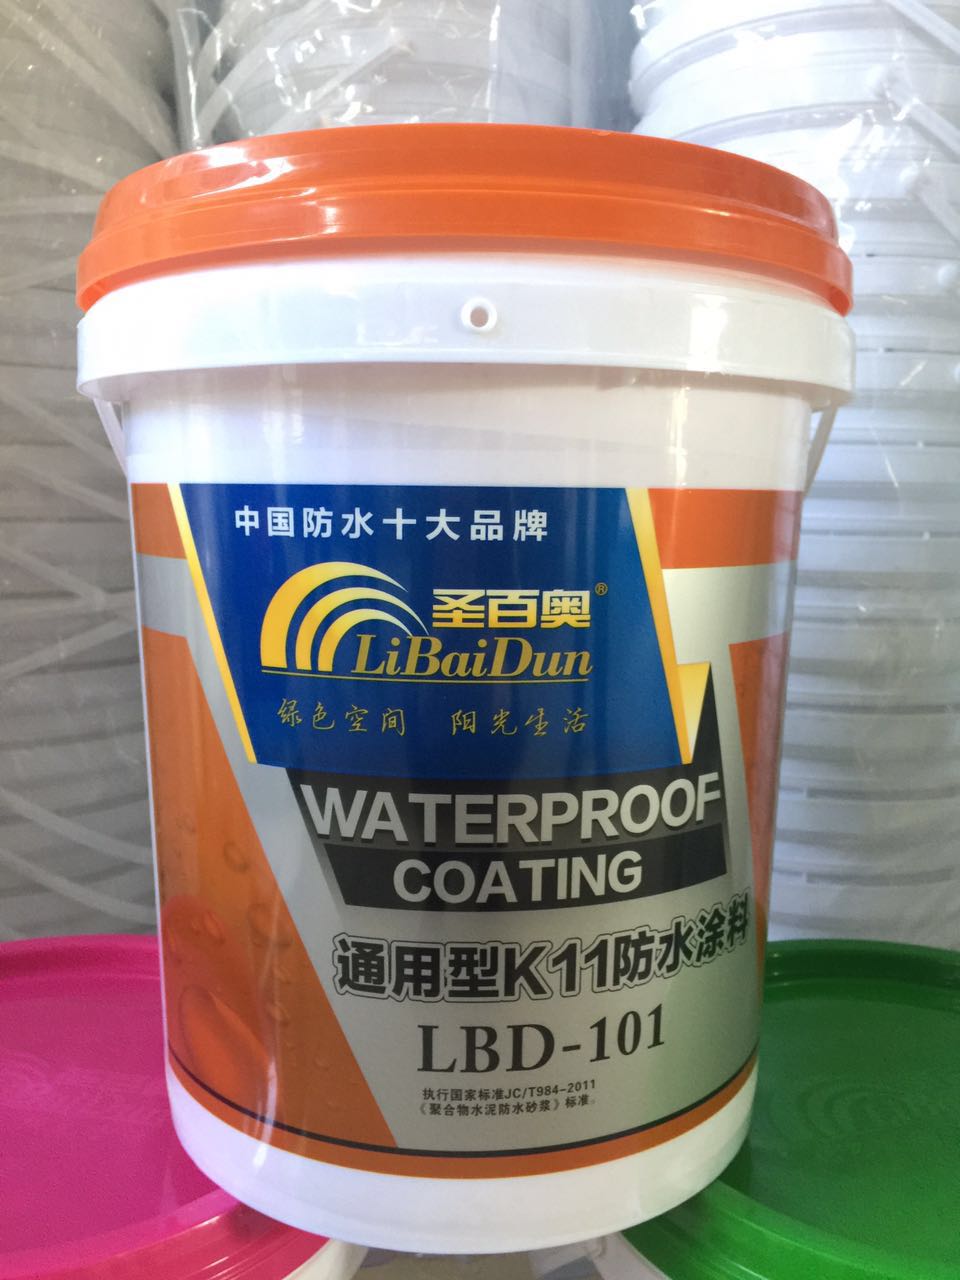 中国防水十大品牌
圣百奥®
LiBaiDun
绿色空间 阳光生活
WATERPROOF
COATING
通用型K11防水涂料
LBD-101
执行国家标准JC/T984-2011
《聚合物水泥防水砂浆》标准。